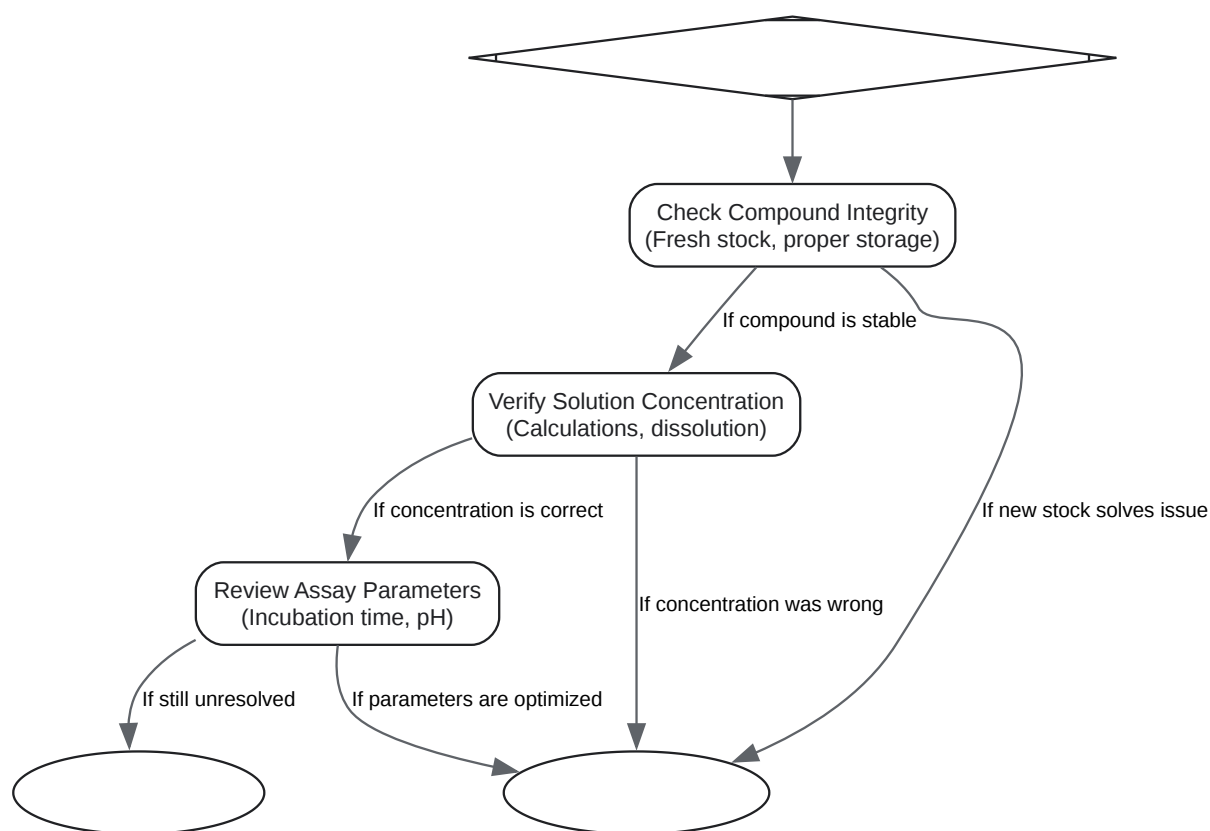 Check Compound Integrity
(Fresh stock, proper storage)
If compound is stable
Verify Solution Concentration
(Calculations, dissolution)
If concentration is correct
If new stock solves issue
Review Assay Parameters
(Incubation time, pH)
If concentration was wrong
If still unresolved
If parameters are optimized